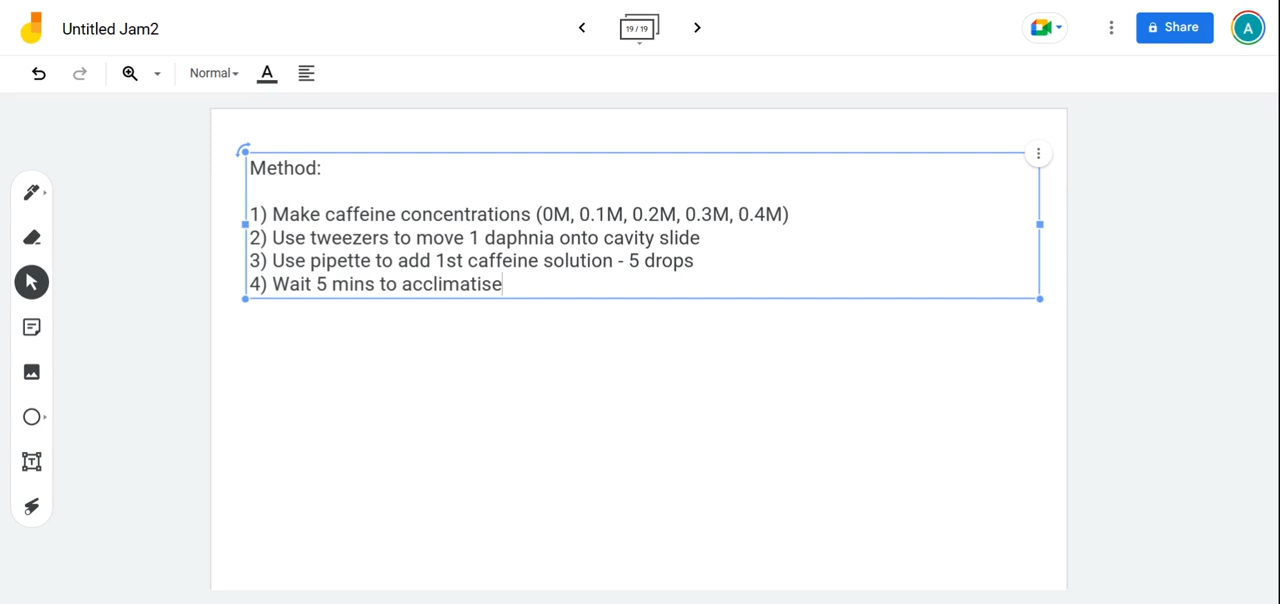 Untitled Jam2
19 / 19
Share
A
Normal
A
Method:
1) Make caffeine concentrations (0M, 0.1M, 0.2M, 0.3M, 0.4M)
2) Use tweezers to move 1 daphnia onto cavity slide
3) Use pipette to add 1st caffeine solution - 5 drops
4) Wait 5 mins to acclimatise